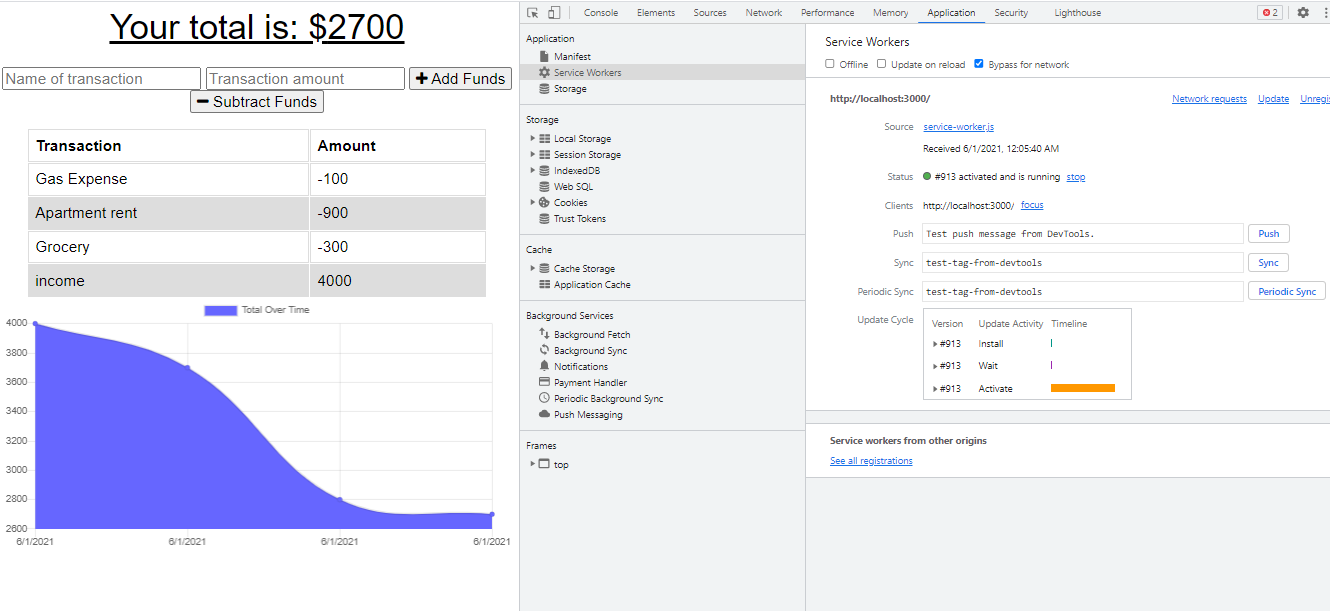 Your total is: $2700
Name of transaction Transaction amount Add Funds
Subtract Funds
Transaction Amount
Gas Expense -100
Apartment rent -900
Grocery -300
income 4000
Total Over Time
4000
3800
3600
3400
3200
3000
2800
2600
6/1/2021 6/1/2021 6/1/2021 6/1/2021
Console Elements Sources Network Performance Memory Application Security Lighthouse 2
Application
Manifest
Service Workers
Storage
Storage
Local Storage
Session Storage
IndexedDB
Web SQL
Cookies
Trust Tokens
Cache
Cache Storage
Application Cache
Background Services
Background Fetch
Background Sync
Notifications
Payment Handler
Periodic Background Sync
Push Messaging
Frames
top
Service Workers
Offline Update on reload Bypass for network
http://localhost:3000/ Network requests Update Unregi
Source service-worker.js
Received 6/1/2021, 12:05:40 AM
Status #913 activated and is running stop
Clients http://localhost:3000/ focus
Push Test push message from DevTools. Push
Sync test-tag-from-devtools Sync
Periodic Sync test-tag-from-devtools Periodic Sync
Update Cycle Version Update Activity Timeline
#913 Install
#913 Wait
#913 Activate
Service workers from other origins
See all registrations